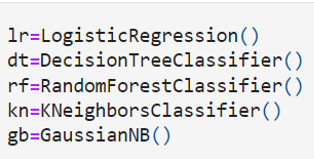 lr=LogisticRegression()
dt=DecisionTreeClassifier()
rf=RandomForestClassifier()
kn=KNeighborsClassifier()
gb=GaussianNB()